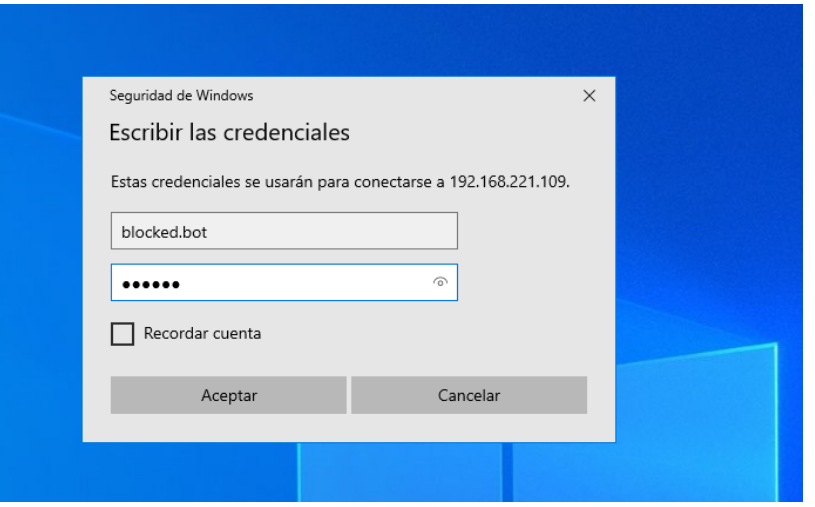 Seguridad de Windows
Escribir las credenciales
Estas credenciales se usarán para conectarse a 192.168.221.109.
blocked.bot
●●●●●●
Recordar cuenta
Aceptar
Cancelar